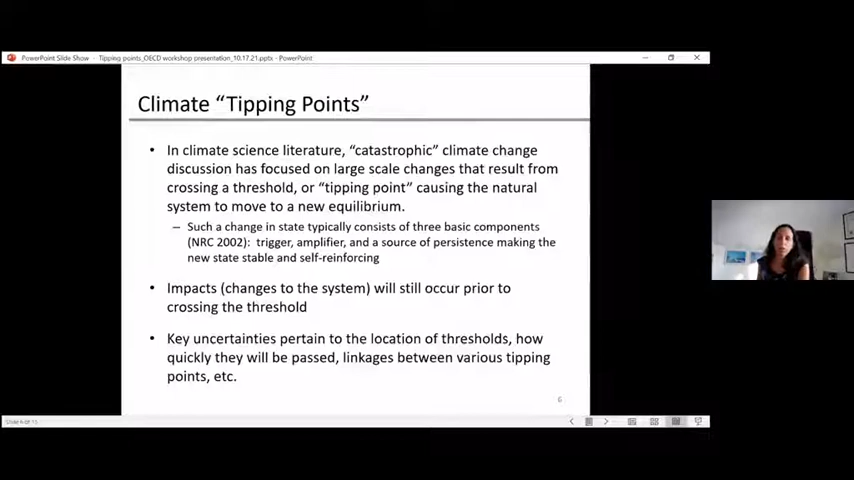 PowerPoint Slide Show - Tipping points_OECD workshop presentation_10.17.21.pptx - PowerPoint
Climate “Tipping Points”
• In climate science literature, “catastrophic” climate change
discussion has focused on large scale changes that result from
crossing a threshold, or “tipping point” causing the natural
system to move to a new equilibrium.
– Such a change in state typically consists of three basic components
(NRC 2002): trigger, amplifier, and a source of persistence making the
new state stable and self-reinforcing
• Impacts (changes to the system) will still occur prior to
crossing the threshold
• Key uncertainties pertain to the location of thresholds, how
quickly they will be passed, linkages between various tipping
points, etc.
6